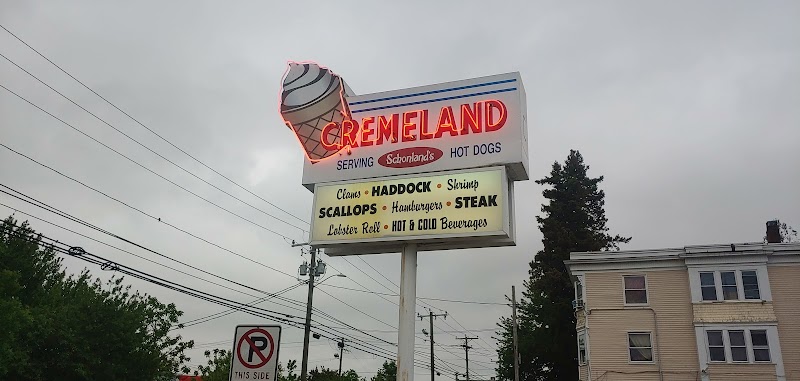 CREMELAND
SERVING Schonland's HOT DOGS
Clams • HADDOCK • Shrimp
SCALLOPS • Hamburgers • STEAK
Lobster Roll • HOT & COLD Beverages
P
THIS SIDE